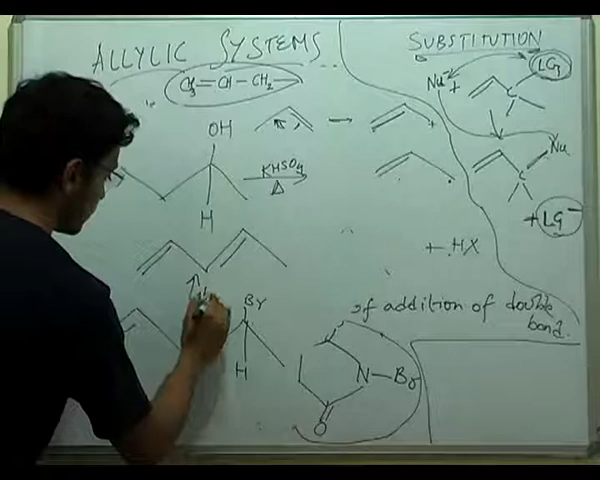 ALLYLIC SYSTEMS
CH3=CH-CH2-
OH
H
KHSO4
Δ
Br
H
N-Br
O
+ HX
of addition of double
bond.
SUBSTITUTION
Nu- +
LG
C
Nu
C
+ LG-